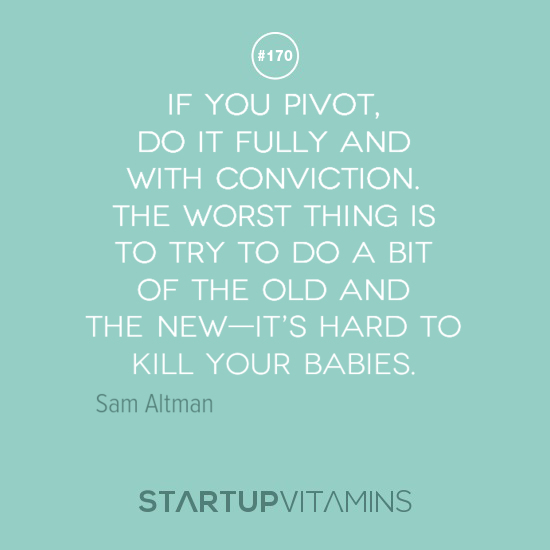 #170
IF YOU PIVOT,
DO IT FULLY AND
WITH CONVICTION.
THE WORST THING IS
TO TRY TO DO A BIT
OF THE OLD AND
THE NEW—IT'S HARD TO
KILL YOUR BABIES.
Sam Altman
STARTUPVITAMINS